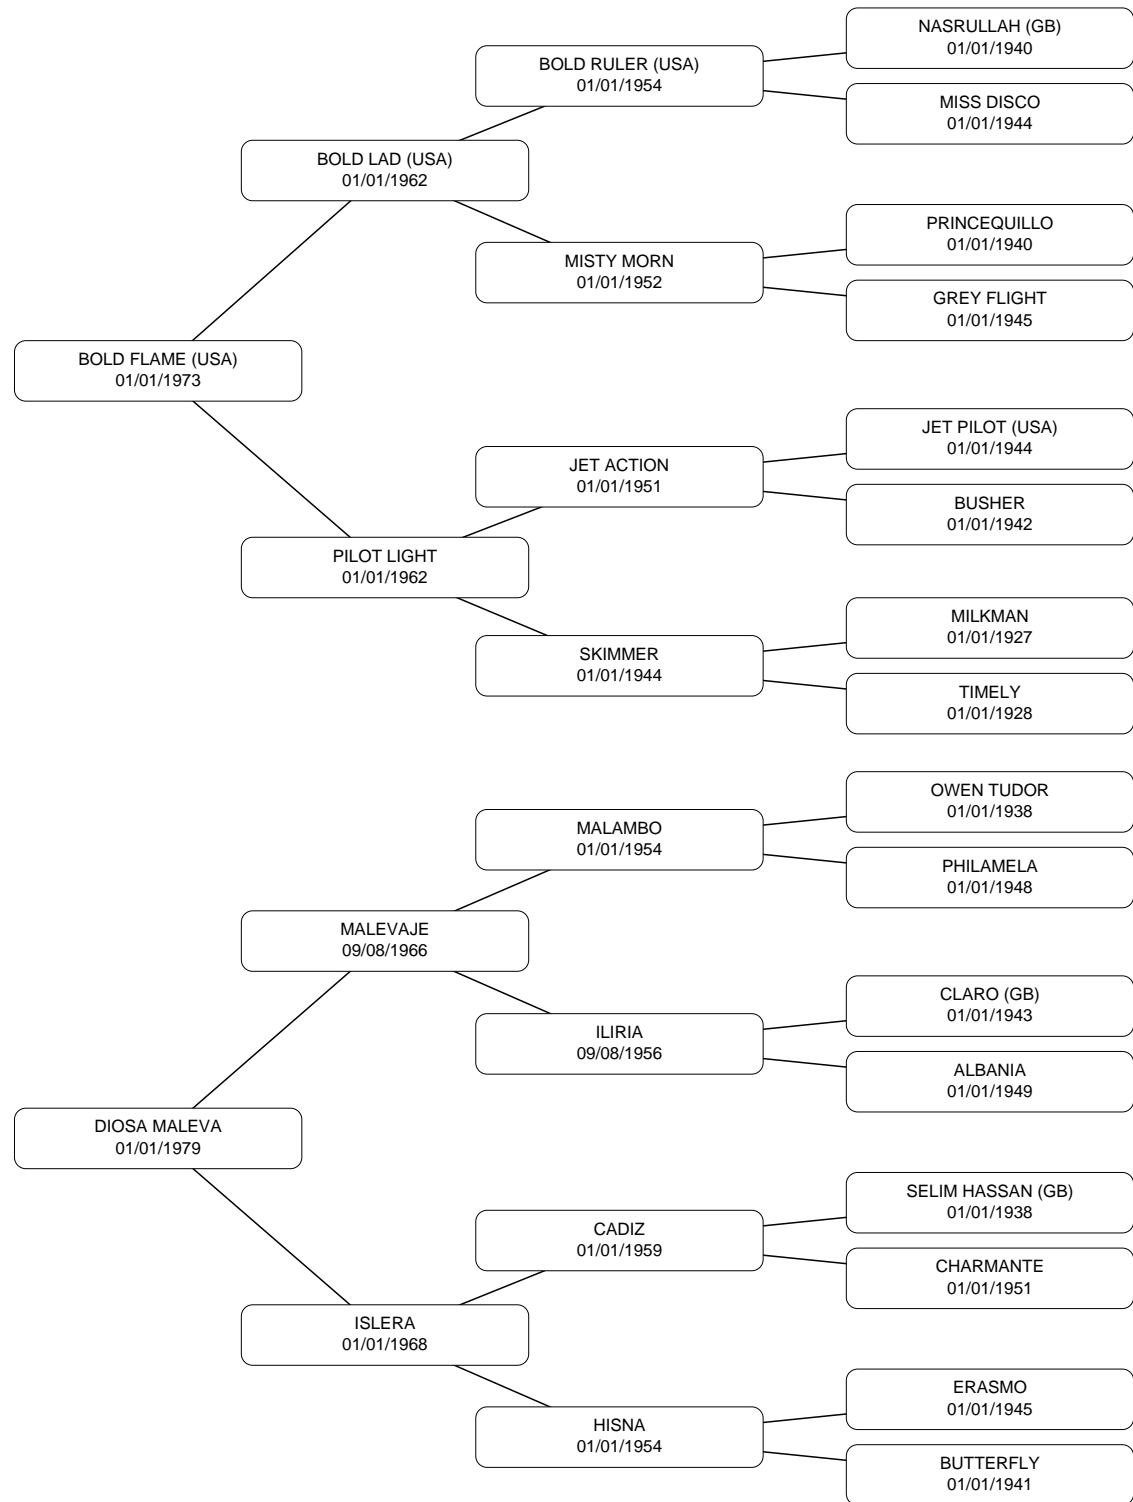 NASRULLAH (GB)
01/01/1940
BOLD RULER (USA)
01/01/1954
MISS DISCO
01/01/1944
BOLD LAD (USA)
01/01/1962
PRINCEQUILLO
01/01/1940
MISTY MORN
01/01/1952
GREY FLIGHT
01/01/1945
BOLD FLAME (USA)
01/01/1973
JET PILOT (USA)
01/01/1944
JET ACTION
01/01/1951
BUSHER
01/01/1942
PILOT LIGHT
01/01/1962
MILKMAN
01/01/1927
SKIMMER
01/01/1944
TIMELY
01/01/1928
OWEN TUDOR
01/01/1938
MALAMBO
01/01/1954
PHILAMELA
01/01/1948
MALEVAJE
09/08/1966
CLARO (GB)
01/01/1943
ILIRIA
09/08/1956
ALBANIA
01/01/1949
DIOSA MALEVA
01/01/1979
SELIM HASSAN (GB)
01/01/1938
CADIZ
01/01/1959
CHARMANTE
01/01/1951
ISLERA
01/01/1968
ERASMO
01/01/1945
HISNA
01/01/1954
BUTTERFLY
01/01/1941